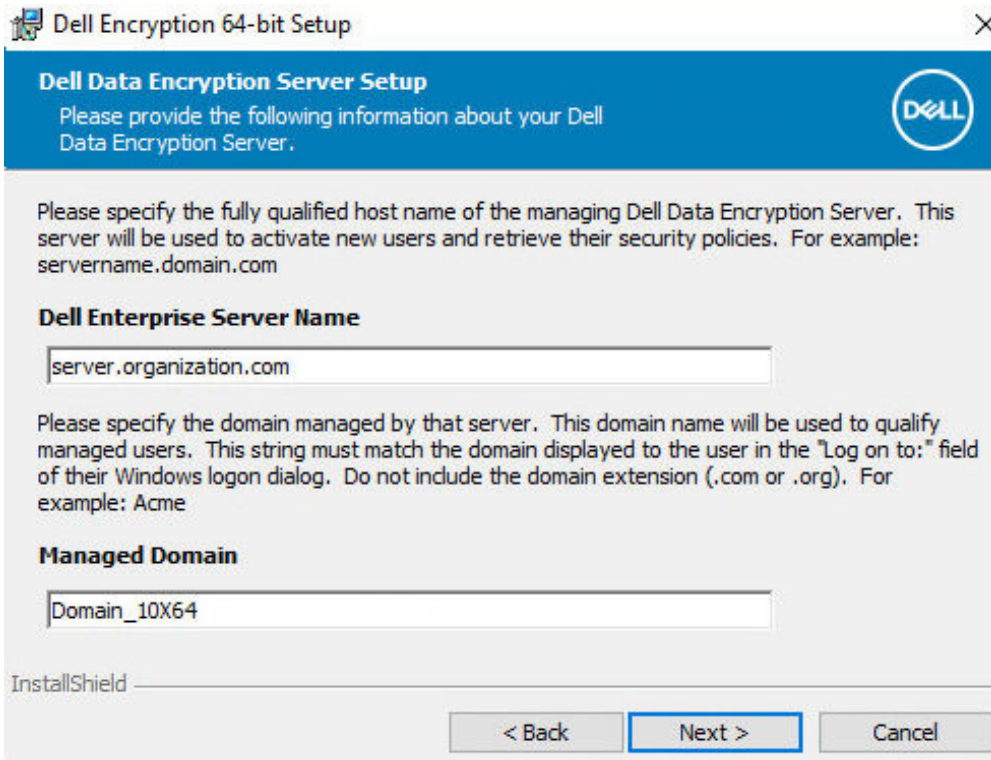 Dell Encryption 64-bit Setup
Dell Data Encryption Server Setup
Please provide the following information about your Dell
Data Encryption Server.
DELL
Please specify the fully qualified host name of the managing Dell Data Encryption Server. This
server will be used to activate new users and retrieve their security policies. For example:
servername.domain.com
Dell Enterprise Server Name
server.organization.com
Please specify the domain managed by that server. This domain name will be used to qualify
managed users. This string must match the domain displayed to the user in the "Log on to:" field
of their Windows logon dialog. Do not include the domain extension (.com or .org). For
example: Acme
Managed Domain
Domain_10X64
InstallShield
< Back
Next >
Cancel